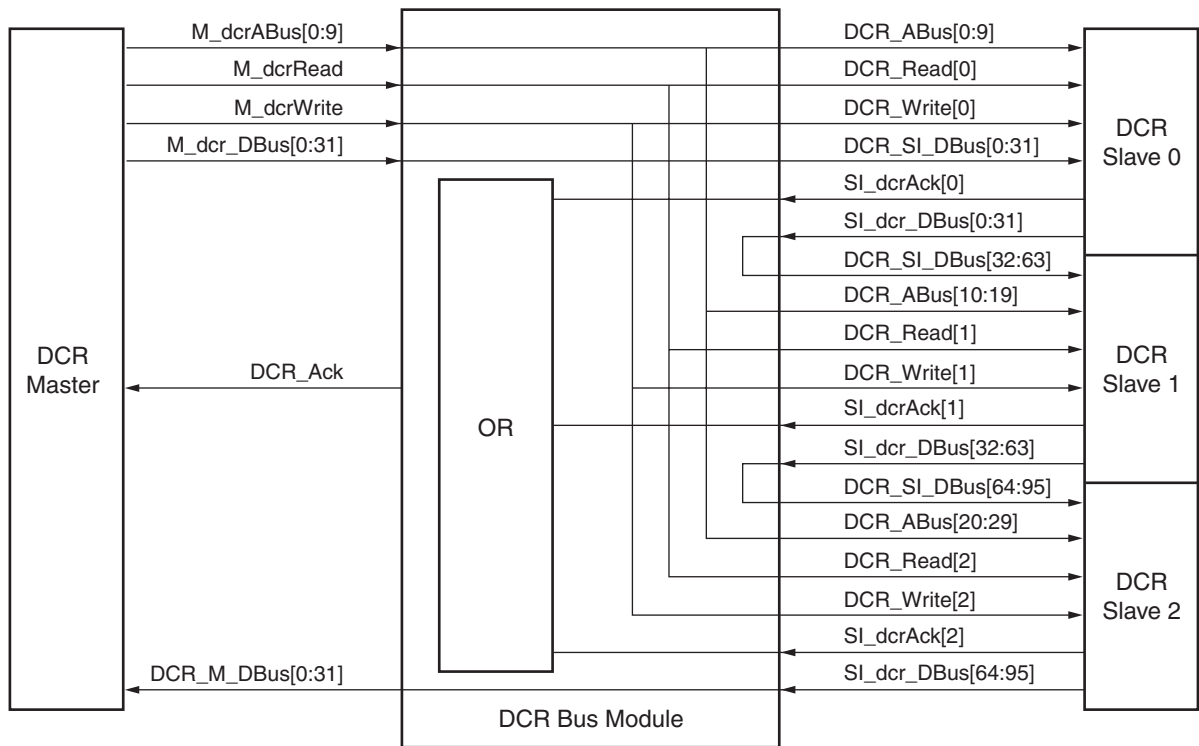 M_dcrABus[0:9]
M_dcrRead
M_dcrWrite
M_dcr_DBus[0:31]
DCR
Master
DCR_Ack
DCR_M_DBus[0:31]
OR
DCR Bus Module
DCR_ABus[0:9]
DCR_Read[0]
DCR_Write[0]
DCR_SI_DBus[0:31]
SI_dcrAck[0]
SI_dcr_DBus[0:31]
DCR_SI_DBus[32:63]
DCR_ABus[10:19]
DCR_Read[1]
DCR_Write[1]
SI_dcrAck[1]
SI_dcr_DBus[32:63]
DCR_SI_DBus[64:95]
DCR_ABus[20:29]
DCR_Read[2]
DCR_Write[2]
SI_dcrAck[2]
SI_dcr_DBus[64:95]
DCR
Slave 0
DCR
Slave 1
DCR
Slave 2